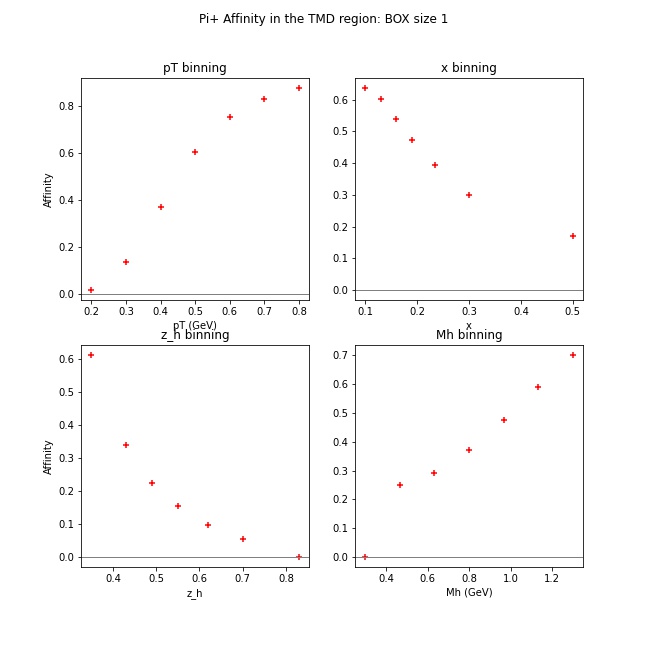 Pi+ Affinity in the TMD region: BOX size 1
pT binning
Affinity
0.8
0.6
0.4
0.2
0.0
0.2 0.3 0.4 0.5 0.6 0.7 0.8
pT (GeV)
x binning
0.6
0.5
0.4
0.3
0.2
0.1
0.0
0.1 0.2 0.3 0.4 0.5
x
z_h binning
Affinity
0.6
0.5
0.4
0.3
0.2
0.1
0.0
0.4 0.5 0.6 0.7 0.8
z_h
Mh binning
0.7
0.6
0.5
0.4
0.3
0.2
0.1
0.0
0.4 0.6 0.8 1.0 1.2
Mh (GeV)